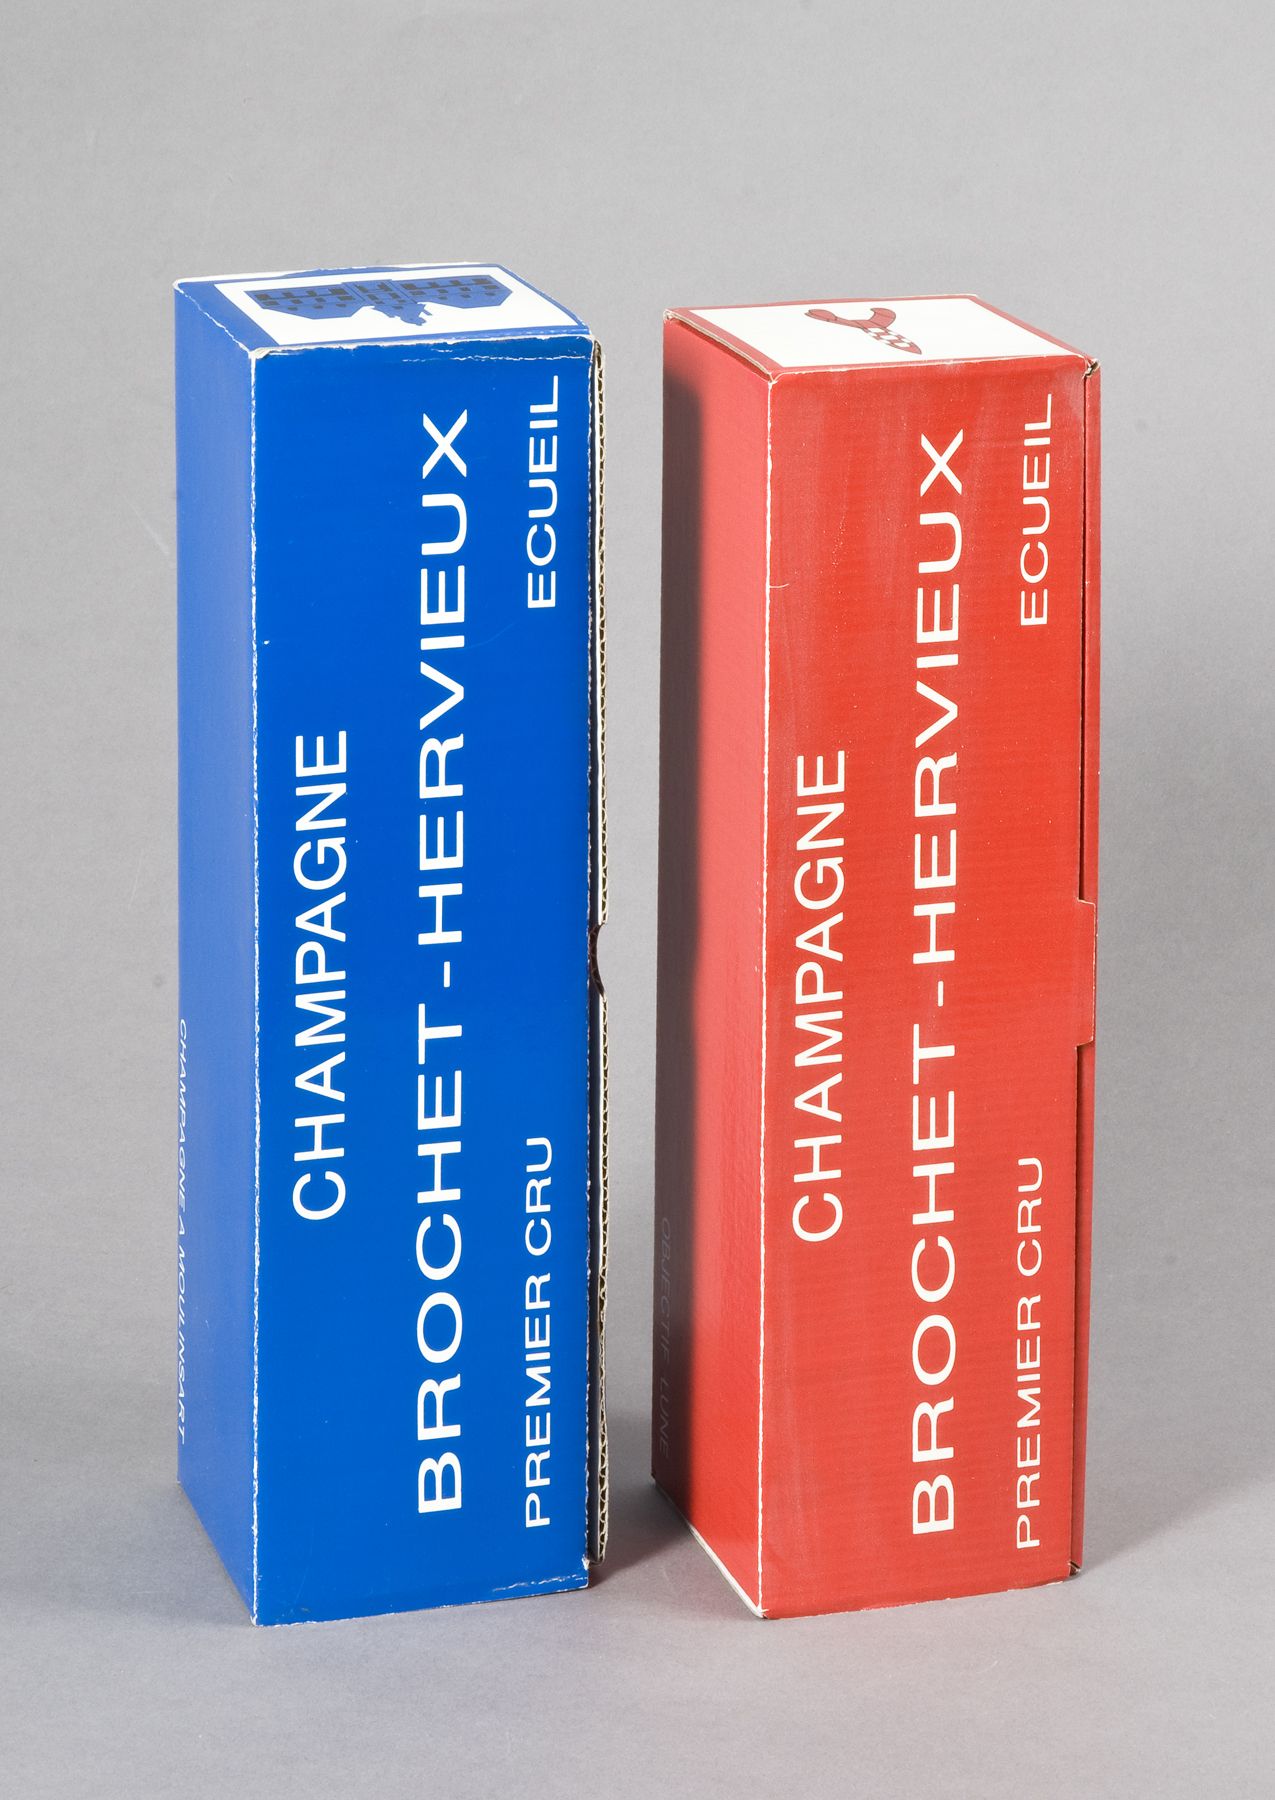 CHAMPAGNE A MOULINSART
CHAMPAGNE
BROCHET-HERVIEUX
PREMIER CRU ECUEIL
OBJECTIF LUNE
CHAMPAGNE
BROCHET-HERVIEUX
PREMIER CRU ECUEIL